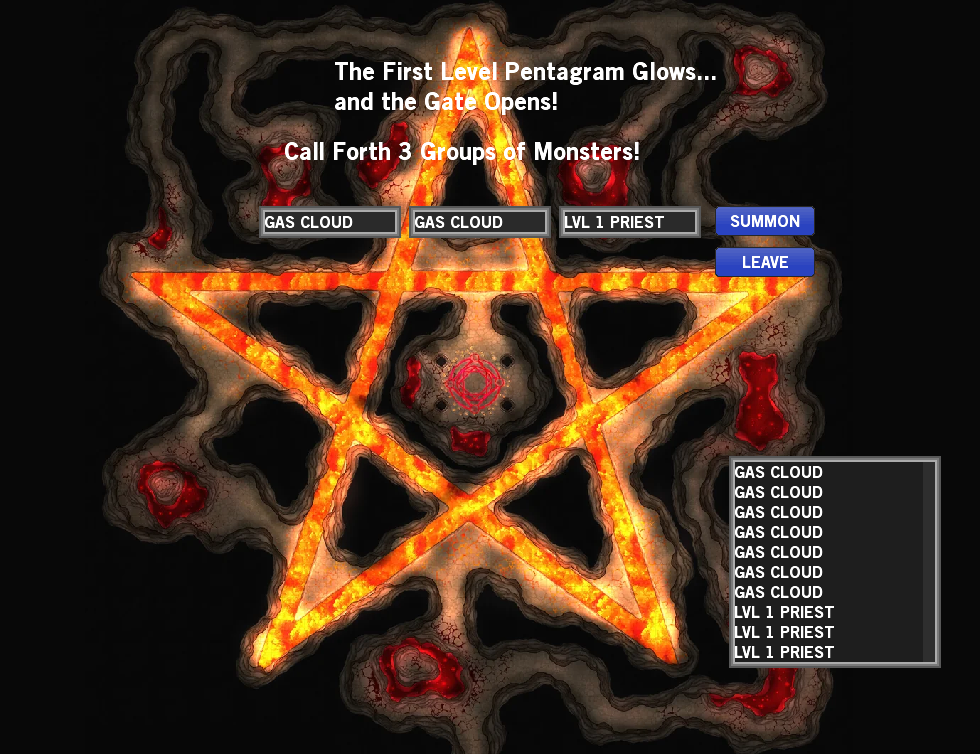 The First Level Pentagram Glows...
and the Gate Opens!
Call Forth 3 Groups of Monsters!
GAS CLOUD
GAS CLOUD
LVL 1 PRIEST
SUMMON
LEAVE
GAS CLOUD
GAS CLOUD
GAS CLOUD
GAS CLOUD
GAS CLOUD
GAS CLOUD
GAS CLOUD
LVL 1 PRIEST
LVL 1 PRIEST
LVL 1 PRIEST